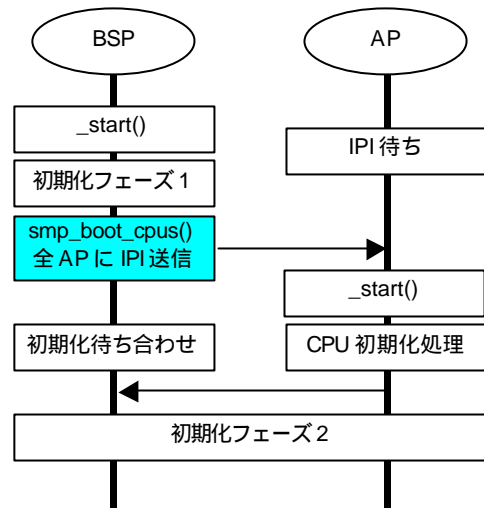 BSP
AP
_start()
IPI 待ち
初期化フェーズ 1
smp_boot_cpus()
全 AP に IPI 送信
_start()
初期化待ち合わせ
CPU 初期化処理
初期化フェーズ 2